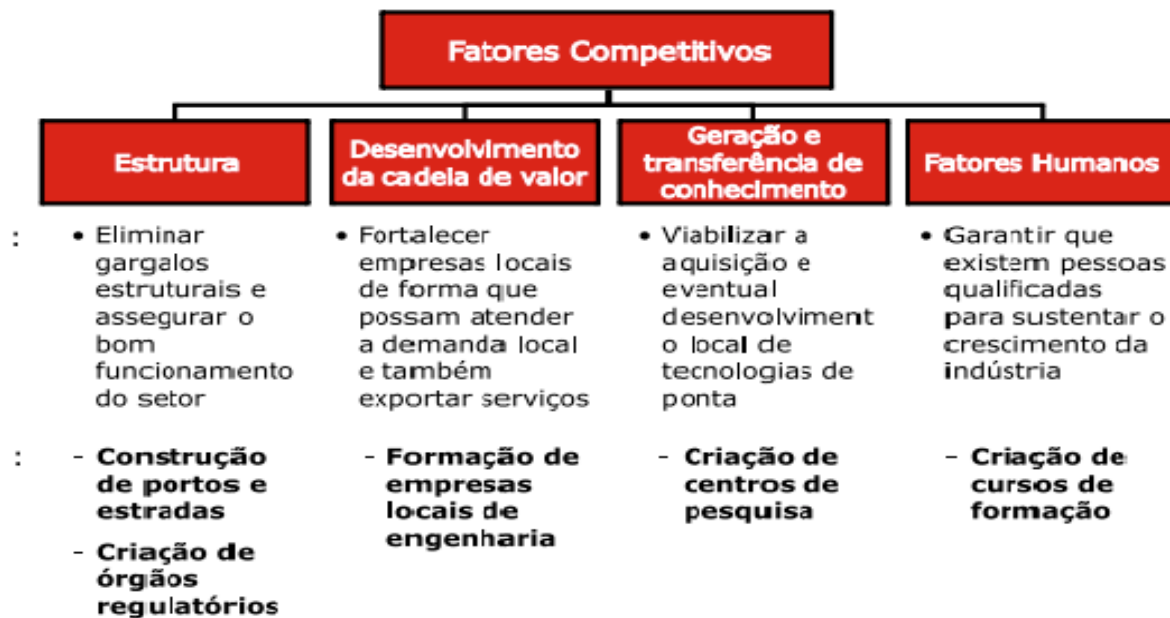 Fatores Competitivos
Estrutura
Desenvolvimento
da cadeia de valor
Geração e
transferência de
conhecimento
Fatores Humanos
:
• Eliminar
gargalos
estruturais e
assegurar o
bom
funcionamento
do setor
• Fortalecer
empresas locais
de forma que
possam atender
a demanda local
e também
exportar serviços
• Viabilizar a
aquisição e
eventual
desenvolviment
o local de
tecnologias de
ponta
• Garantir que
existem pessoas
qualificadas
para sustentar o
crescimento da
indústria
:
- Construção
de portos e
estradas
- Criação de
órgãos
regulatórios
- Formação de
empresas
locais de
engenharia
- Criação de
centros de
pesquisa
- Criação de
cursos de
formação